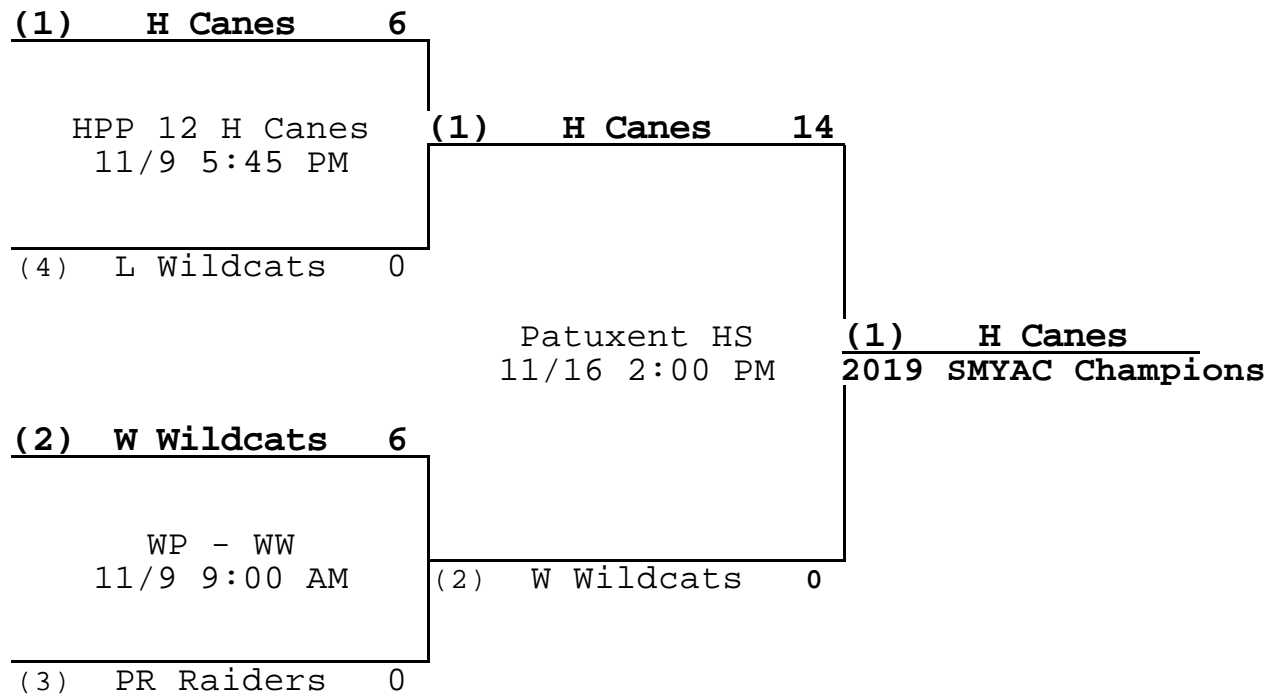 (1) H Canes 6
HPP 12 H Canes
11/9 5:45 PM
(4) L Wildcats 0
(1) H Canes 14
Patuxent HS
11/16 2:00 PM
(1) H Canes
2019 SMYAC Champions
(2) W Wildcats 6
WP - WW
11/9 9:00 AM
(3) PR Raiders 0
(2) W Wildcats 0